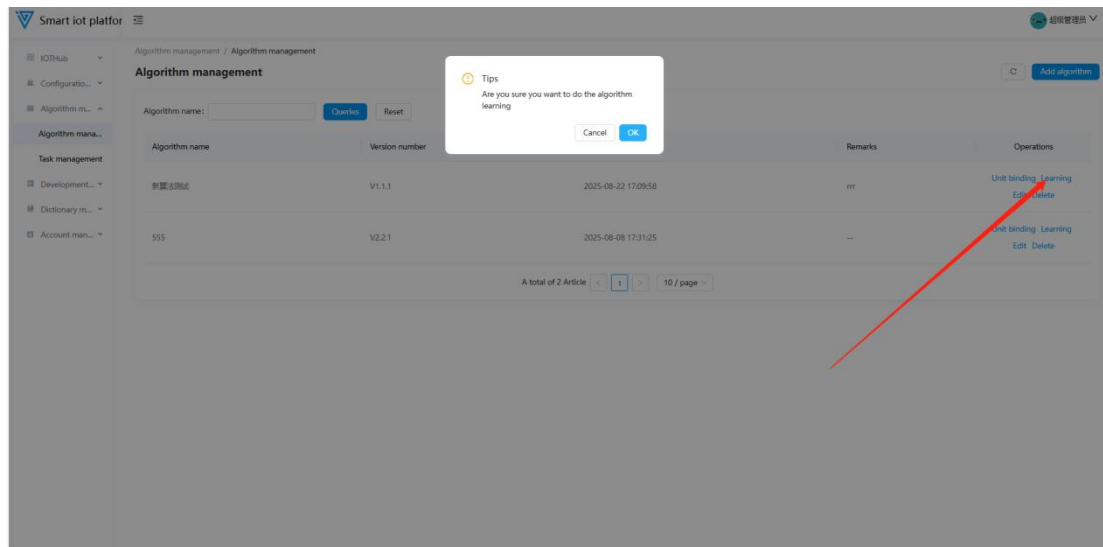 Smart iot platfor
超级管理员
IOTHub
Configuratio...
Algorithm m...
Algorithm mana...
Task management
Development...
Dictionary m...
Account man...
Algorithm management / Algorithm management
Algorithm management
Add algorithm
Tips
Are you sure you want to do the algorithm
learning
Cancel OK
Algorithm name: Queries Reset
Algorithm name Version number Remarks Operations
V1.1.1 2025-08-22 17:09:58 rrr Unit binding Learning
Edit Delete
555 V2.2.1 2025-08-08 17:31:25 -- Unit binding Learning
Edit Delete
A total of 2 Article < 1 > 10 / page